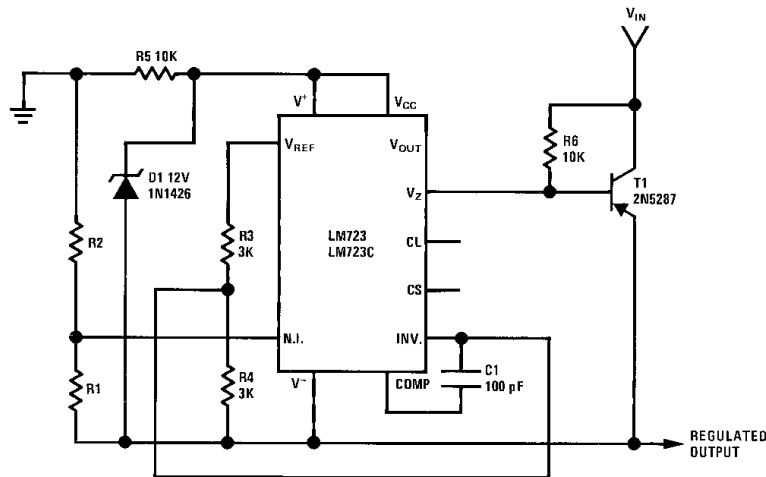 V_IN
R5 10K
V+
V_CC
V_REF
V_OUT
R6
10K
D1 12V
1N1426
V_Z
T1
2N5287
R2
R3
3K
LM723
LM723C
CL
CS
N.I.
INV.
R1
R4
3K
V−
COMP
C1
100 pF
REGULATED
OUTPUT